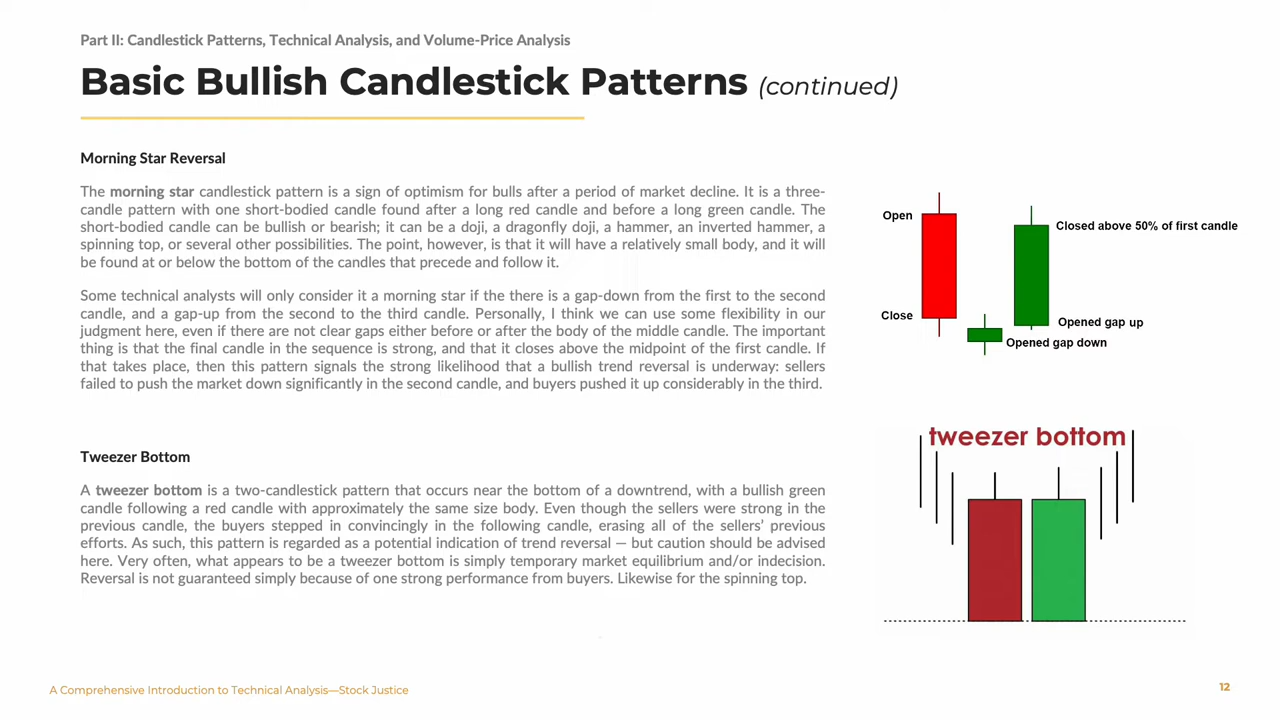 Part II: Candlestick Patterns, Technical Analysis, and Volume-Price Analysis
Basic Bullish Candlestick Patterns (continued)
Morning Star Reversal
The morning star candlestick pattern is a sign of optimism for bulls after a period of market decline. It is a three-
candle pattern with one short-bodied candle found after a long red candle and before a long green candle. The
short-bodied candle can be bullish or bearish; it can be a doji, a dragonfly doji, a hammer, an inverted hammer, a
spinning top, or several other possibilities. The point, however, is that it will have a relatively small body, and it will
be found at or below the bottom of the candles that precede and follow it.
Some technical analysts will only consider it a morning star if the there is a gap-down from the first to the second
candle, and a gap-up from the second to the third candle. Personally, I think we can use some flexibility in our
judgment here, even if there are not clear gaps either before or after the body of the middle candle. The important
thing is that the final candle in the sequence is strong, and that it closes above the midpoint of the first candle. If
that takes place, then this pattern signals the strong likelihood that a bullish trend reversal is underway: sellers
failed to push the market down significantly in the second candle, and buyers pushed it up considerably in the third.
Open
Closed above 50% of first candle
Close
Opened gap up
Opened gap down
Tweezer Bottom
A tweezer bottom is a two-candlestick pattern that occurs near the bottom of a downtrend, with a bullish green
candle following a red candle with approximately the same size body. Even though the sellers were strong in the
previous candle, the buyers stepped in convincingly in the following candle, erasing all of the sellers' previous
efforts. As such, this pattern is regarded as a potential indication of trend reversal — but caution should be advised
here. Very often, what appears to be a tweezer bottom is simply temporary market equilibrium and/or indecision.
Reversal is not guaranteed simply because of one strong performance from buyers. Likewise for the spinning top.
tweezer bottom
A Comprehensive Introduction to Technical Analysis—Stock Justice
12